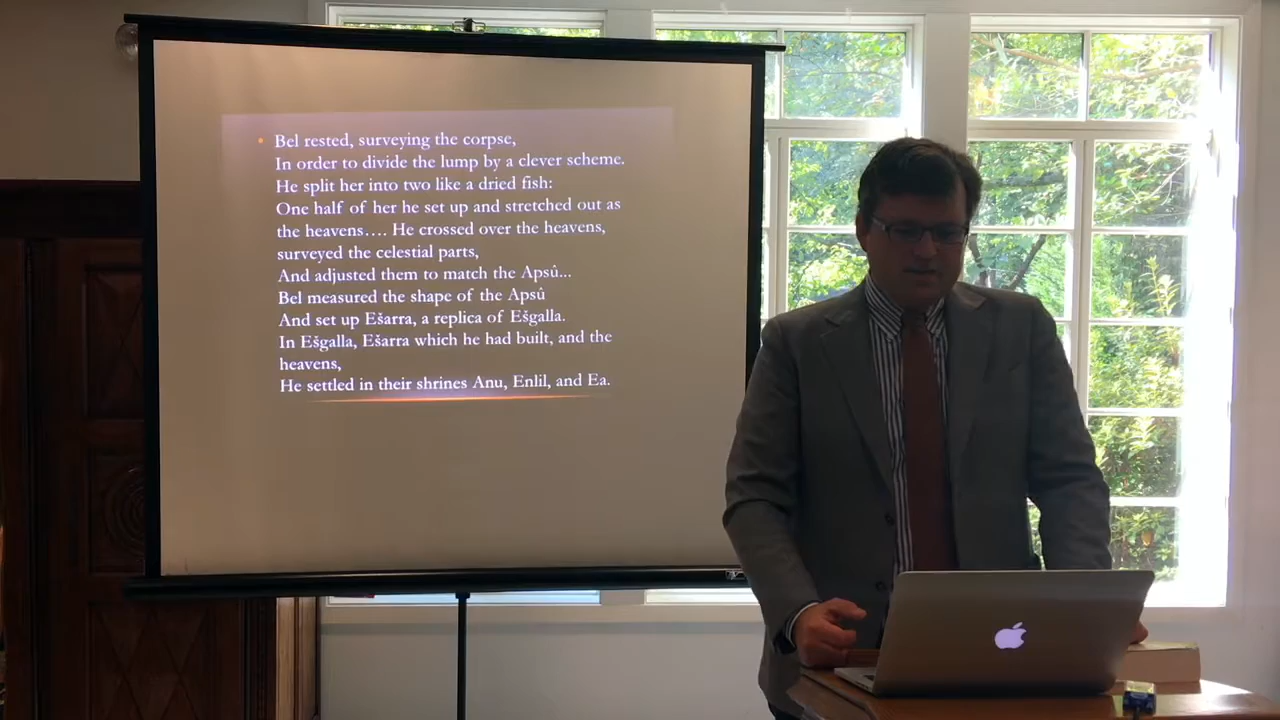 • Bel rested, surveying the corpse,
In order to divide the lump by a clever scheme.
He split her into two like a dried fish:
One half of her he set up and stretched out as
the heavens…. He crossed over the heavens,
surveyed the celestial parts,
And adjusted them to match the Apsû...
Bel measured the shape of the Apsû
And set up Ešarra, a replica of Ešgalla.
In Ešgalla, Ešarra which he had built, and the
heavens,
He settled in their shrines Anu, Enlil, and Ea.